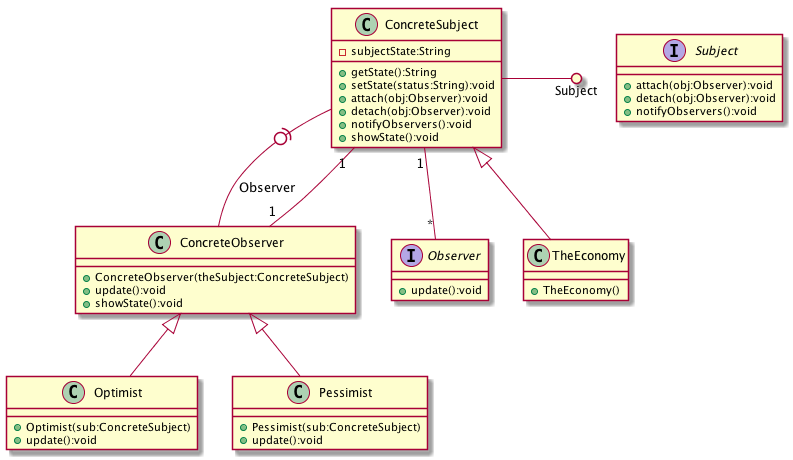 C ConcreteSubject
subjectState:String
getState():String
setState(status:String):void
attach(obj:Observer):void
detach(obj:Observer):void
notifyObservers():void
showState():void
I Subject
attach(obj:Observer):void
detach(obj:Observer):void
notifyObservers():void
Subject
1
1
Observer
1
*
C ConcreteObserver
ConcreteObserver(theSubject:ConcreteSubject)
update():void
showState():void
I Observer
update():void
C TheEconomy
TheEconomy()
C Optimist
Optimist(sub:ConcreteSubject)
update():void
C Pessimist
Pessimist(sub:ConcreteSubject)
update():void